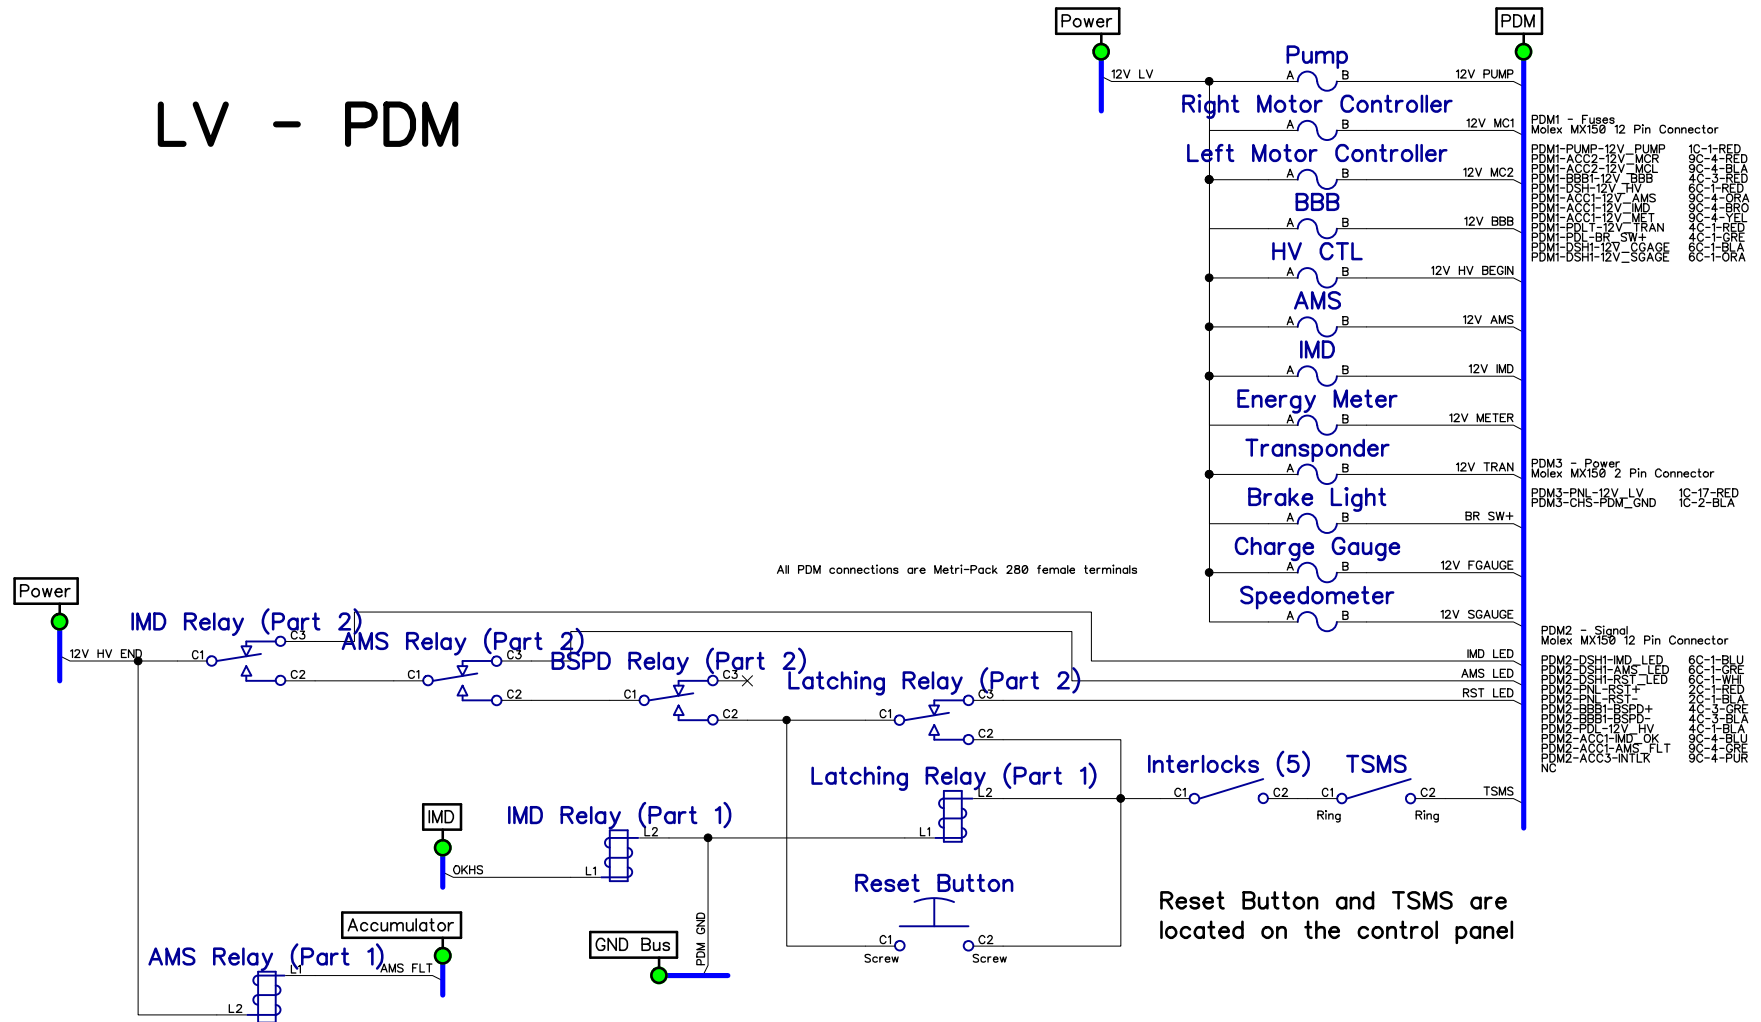 LV - PDM
Power
PDM
12V LV
Pump
A
B
12V PUMP
Right Motor Controller
A
B
12V MC1
Left Motor Controller
A
B
12V MC2
BBB
A
B
12V BBB
HV CTL
A
B
12V HV BEGIN
AMS
A
B
12V AMS
IMD
A
B
12V IMD
Energy Meter
A
B
12V METER
Transponder
A
B
12V TRAN
Brake Light
A
B
BR SW+
Charge Gauge
A
B
12V FGAUGE
Speedometer
A
B
12V SGAUGE
IMD LED
AMS LED
RST LED
TSMS
PDM1 - Fuses
Molex MX150 12 Pin Connector
PDM1-PUMP-12V_PUMP 1C-1-RED
PDM1-ACC2-12V_MCR 9C-4-RED
PDM1-ACC2-12V_MCL 9C-4-BLA
PDM1-BBB1-12V_BBB 4C-3-RED
PDM1-DSH-12V_HV 6C-1-RED
PDM1-ACC1-12V_AMS 9C-4-ORA
PDM1-ACC1-12V_IMD 9C-4-BRO
PDM1-ACC1-12V_MET 9C-4-YEL
PDM1-PDLT-12V_TRAN 4C-1-RED
PDM1-PDL-BR_SW+ 4C-1-GRE
PDM1-DSH1-12V_CGAGE 6C-1-BLA
PDM1-DSH1-12V_SGAGE 6C-1-ORA
PDM3 - Power
Molex MX150 2 Pin Connector
PDM3-PNL-12V_LV 1C-17-RED
PDM3-CHS-PDM_GND 1C-2-BLA
PDM2 - Signal
Molex MX150 12 Pin Connector
PDM2-DSH1-IMD_LED 6C-1-BLU
PDM2-DSH1-AMS_LED 6C-1-GRE
PDM2-DSH1-RST_LED 6C-1-WHI
PDM2-PNL-RST+ 2C-1-RED
PDM2-PNL-RST- 2C-1-BLA
PDM2-BBB1-BSPD+ 4C-3-GRE
PDM2-BBB1-BSPD- 4C-3-BLA
PDM2-PDL-12V_HV 4C-1-BLA
PDM2-ACC1-IMD_OK 9C-4-BLU
PDM2-ACC1-AMS_FLT 9C-4-GRE
PDM2-ACC3-INTLK 9C-4-PUR
NC
All PDM connections are Metri-Pack 280 female terminals
Power
12V HV END
IMD Relay (Part 2)
C1
C3
C2
AMS Relay (Part 2)
C1
C3
C2
BSPD Relay (Part 2)
C1
C3
C2
Latching Relay (Part 2)
C1
C3
C2
Latching Relay (Part 1)
L2
L1
Interlocks (5)
C1
C2
TSMS
C1
C2
Ring
Ring
IMD
OKHS
IMD Relay (Part 1)
L2
L1
Reset Button
C1
C2
Screw
Screw
Reset Button and TSMS are
located on the control panel
Accumulator
AMS FLT
AMS Relay (Part 1)
L1
L2
GND Bus
PDM GND